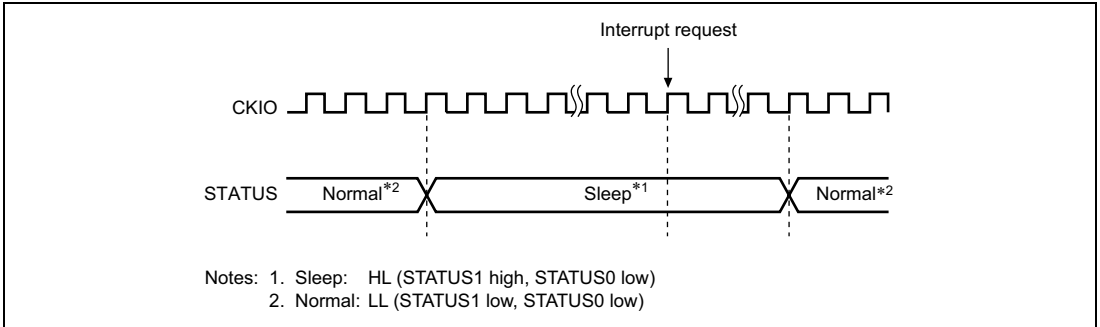 Interrupt request
CKIO
STATUS Normal*2 Sleep*1 Normal*2
Notes: 1. Sleep: HL (STATUS1 high, STATUS0 low)
2. Normal: LL (STATUS1 low, STATUS0 low)